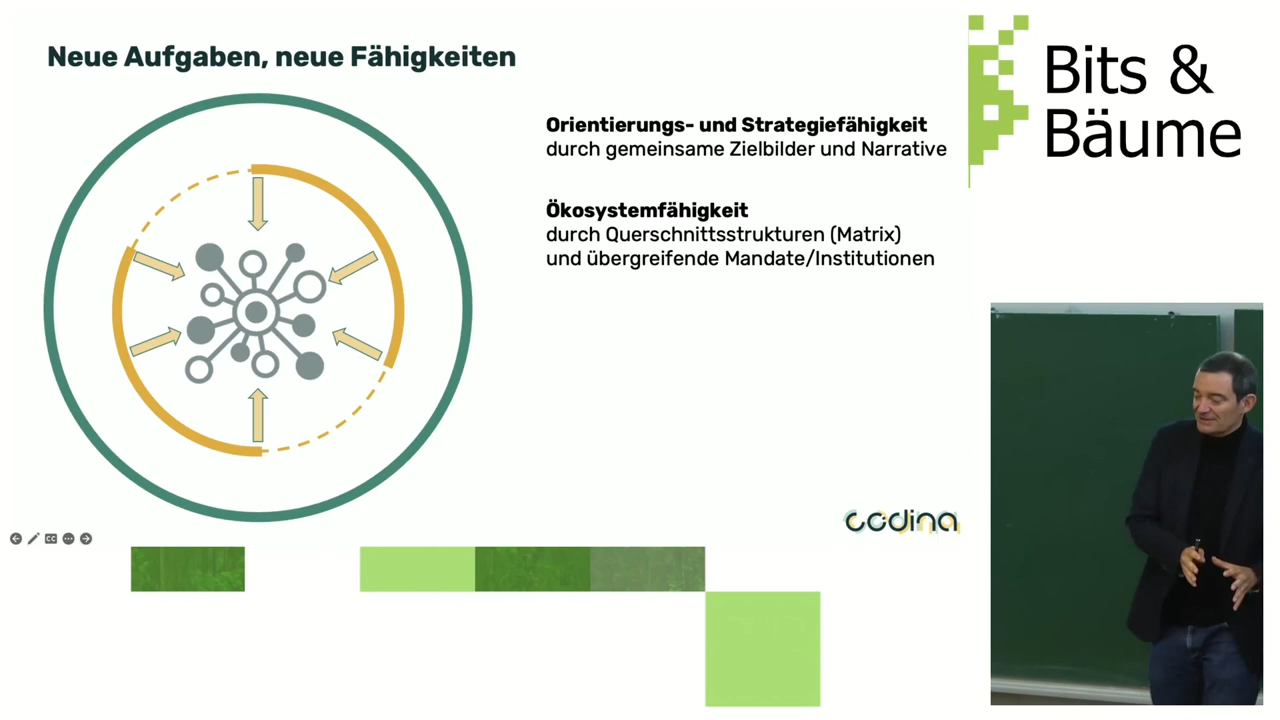 Neue Aufgaben, neue Fähigkeiten
Orientierungs- und Strategiefähigkeit
durch gemeinsame Zielbilder und Narrative
Ökosystemfähigkeit
durch Querschnittsstrukturen (Matrix)
und übergreifende Mandate/Institutionen
codina
CC
Bits &
Bäume